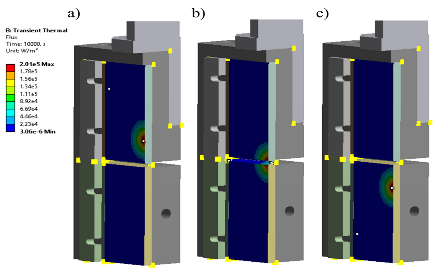 a)
b)
c)
B: Transient Thermal
Flux
Time: 10000, s
Unit: W/m²
2.01e5 Max
1.78e5
1.56e5
1.34e5
1.11e5
8.92e4
6.69e4
4.46e4
2.23e4
3.06e-6 Min